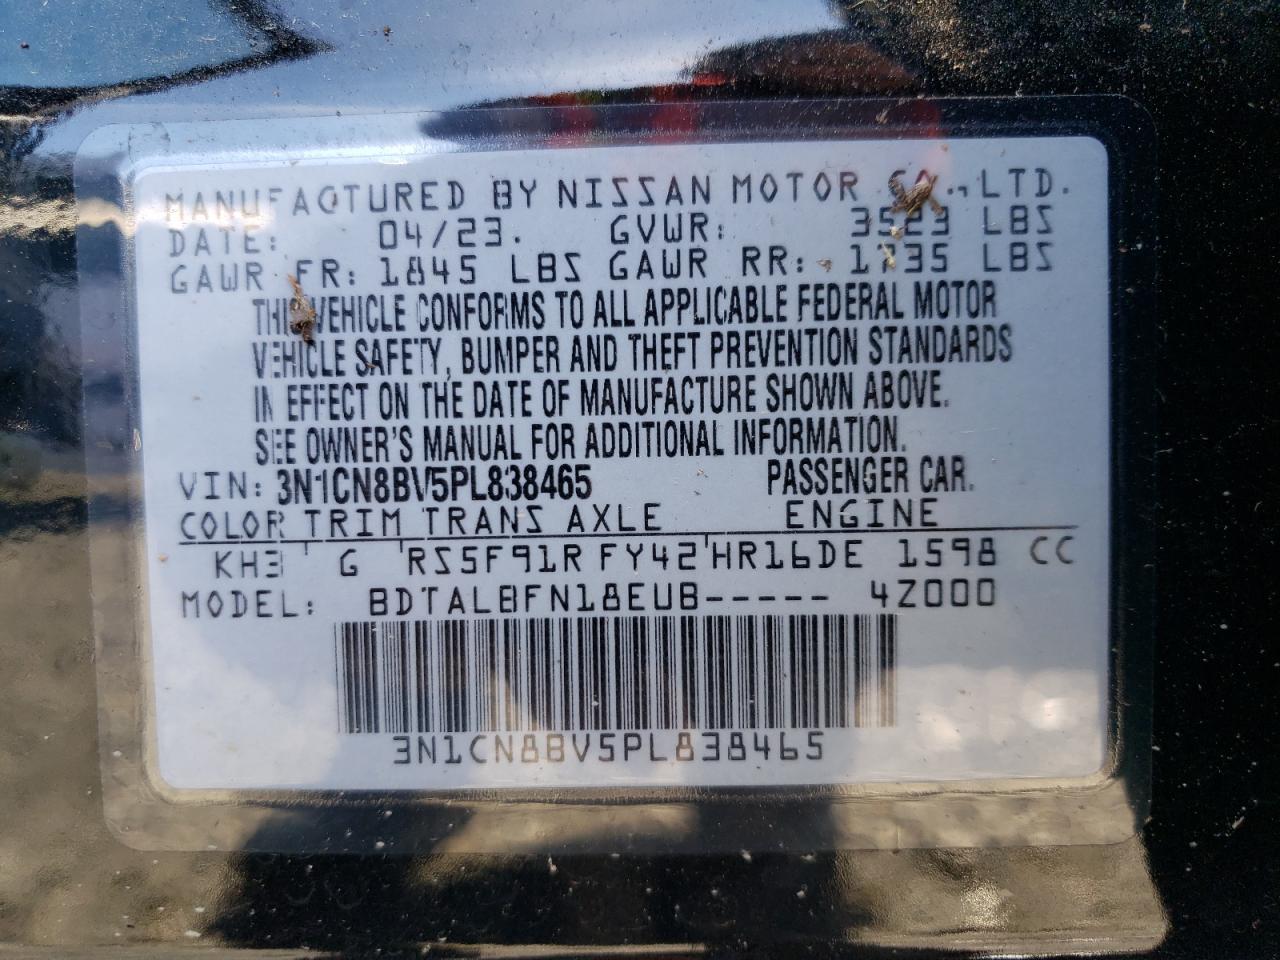 MANUFACTURED BY NISSAN MOTOR CO., LTD.
DATE: 04/23. GVWR: 3523 LBS
GAWR FR: 1845 LBS GAWR RR: 1735 LBS
THIS VEHICLE CONFORMS TO ALL APPLICABLE FEDERAL MOTOR
VEHICLE SAFETY, BUMPER AND THEFT PREVENTION STANDARDS
IN EFFECT ON THE DATE OF MANUFACTURE SHOWN ABOVE.
SEE OWNER'S MANUAL FOR ADDITIONAL INFORMATION.
VIN: 3N1CN8BV5PL838465 PASSENGER CAR.
COLOR TRIM TRANS AXLE ENGINE
KH3 G RS5F91R FY42 HR16DE 1598 CC
MODEL: BDTALBFN18EUB----- 4Z000
3N1CN8BV5PL838465